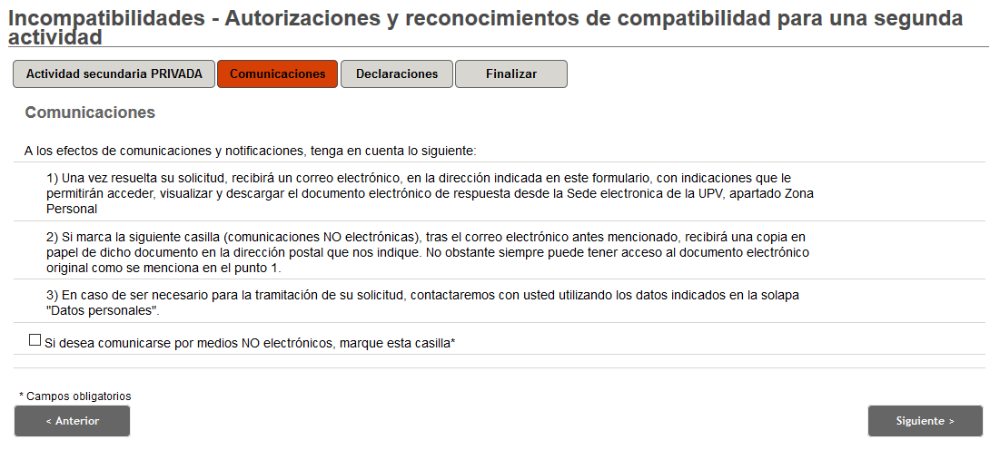 Incompatibilidades - Autorizaciones y reconocimientos de compatibilidad para una segunda
actividad
Actividad secundaria PRIVADA
Comunicaciones
Declaraciones
Finalizar
Comunicaciones
A los efectos de comunicaciones y notificaciones, tenga en cuenta lo siguiente:
1) Una vez resuelta su solicitud, recibirá un correo electrónico, en la dirección indicada en este formulario, con indicaciones que le
permitirán acceder, visualizar y descargar el documento electrónico de respuesta desde la Sede electronica de la UPV, apartado Zona
Personal
2) Si marca la siguiente casilla (comunicaciones NO electrónicas), tras el correo electrónico antes mencionado, recibirá una copia en
papel de dicho documento en la dirección postal que nos indique. No obstante siempre puede tener acceso al documento electrónico
original como se menciona en el punto 1.
3) En caso de ser necesario para la tramitación de su solicitud, contactaremos con usted utilizando los datos indicados en la solapa
"Datos personales".
Si desea comunicarse por medios NO electrónicos, marque esta casilla*
* Campos obligatorios
< Anterior
Siguiente >